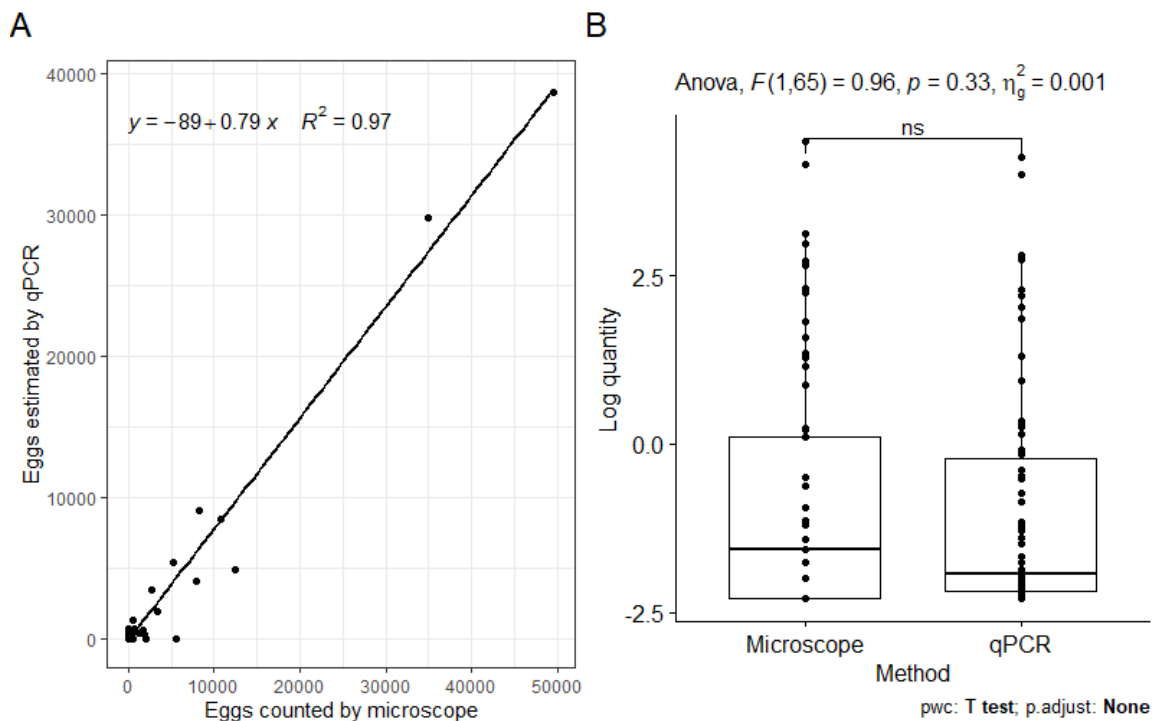 A
40000
30000
20000
10000
0
Eggs estimated by qPCR
y = −89 + 0.79 x R² = 0.97
0 10000 20000 30000 40000 50000
Eggs counted by microscope
B
Anova, F(1,65) = 0.96, p = 0.33, η²g = 0.001
ns
2.5
0.0
-2.5
Log quantity
Microscope qPCR
Method
pwc: T test; p.adjust: None